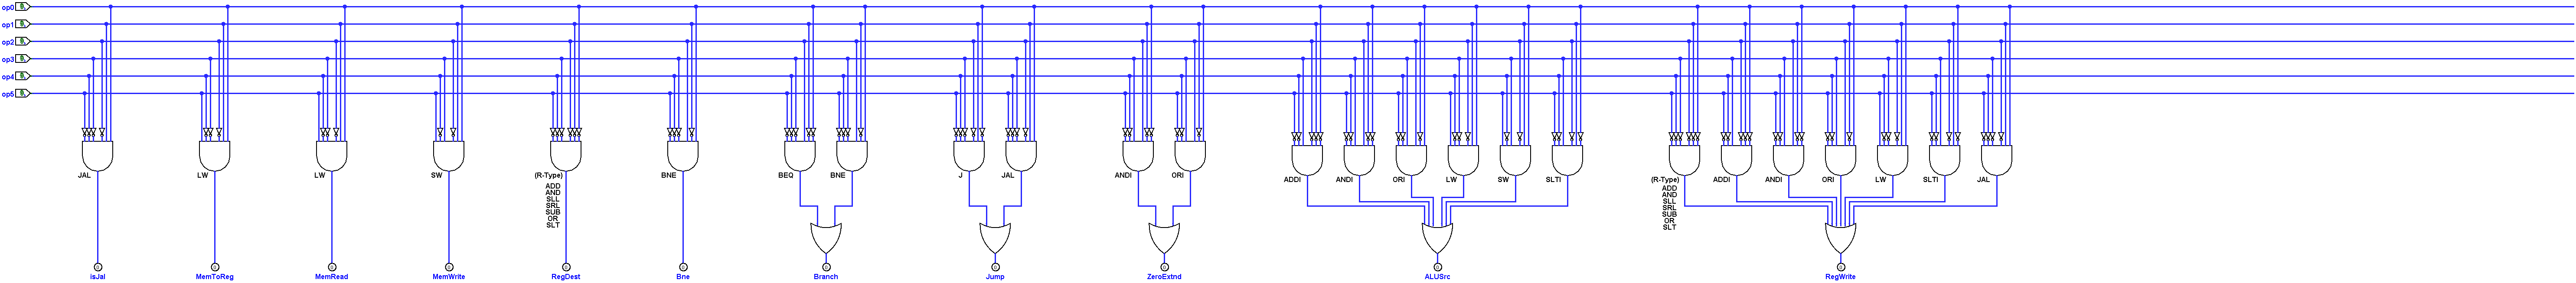 op0
op1
op2
op3
op4
op5
JAL
LW
LW
SW
(R-Type)
ADD
AND
SLL
SRL
SUB
OR
SLT
BNE
BEQ
BNE
J
JAL
ANDI
ORI
ADDI
ANDI
ORI
LW
SW
SLTI
(R-Type)
ADD
AND
SLL
SRL
SUB
OR
SLT
ADDI
ANDI
ORI
LW
SLTI
JAL
isJal
MemToReg
MemRead
MemWrite
RegDest
Bne
Branch
Jump
ZeroExtnd
ALUSrc
RegWrite